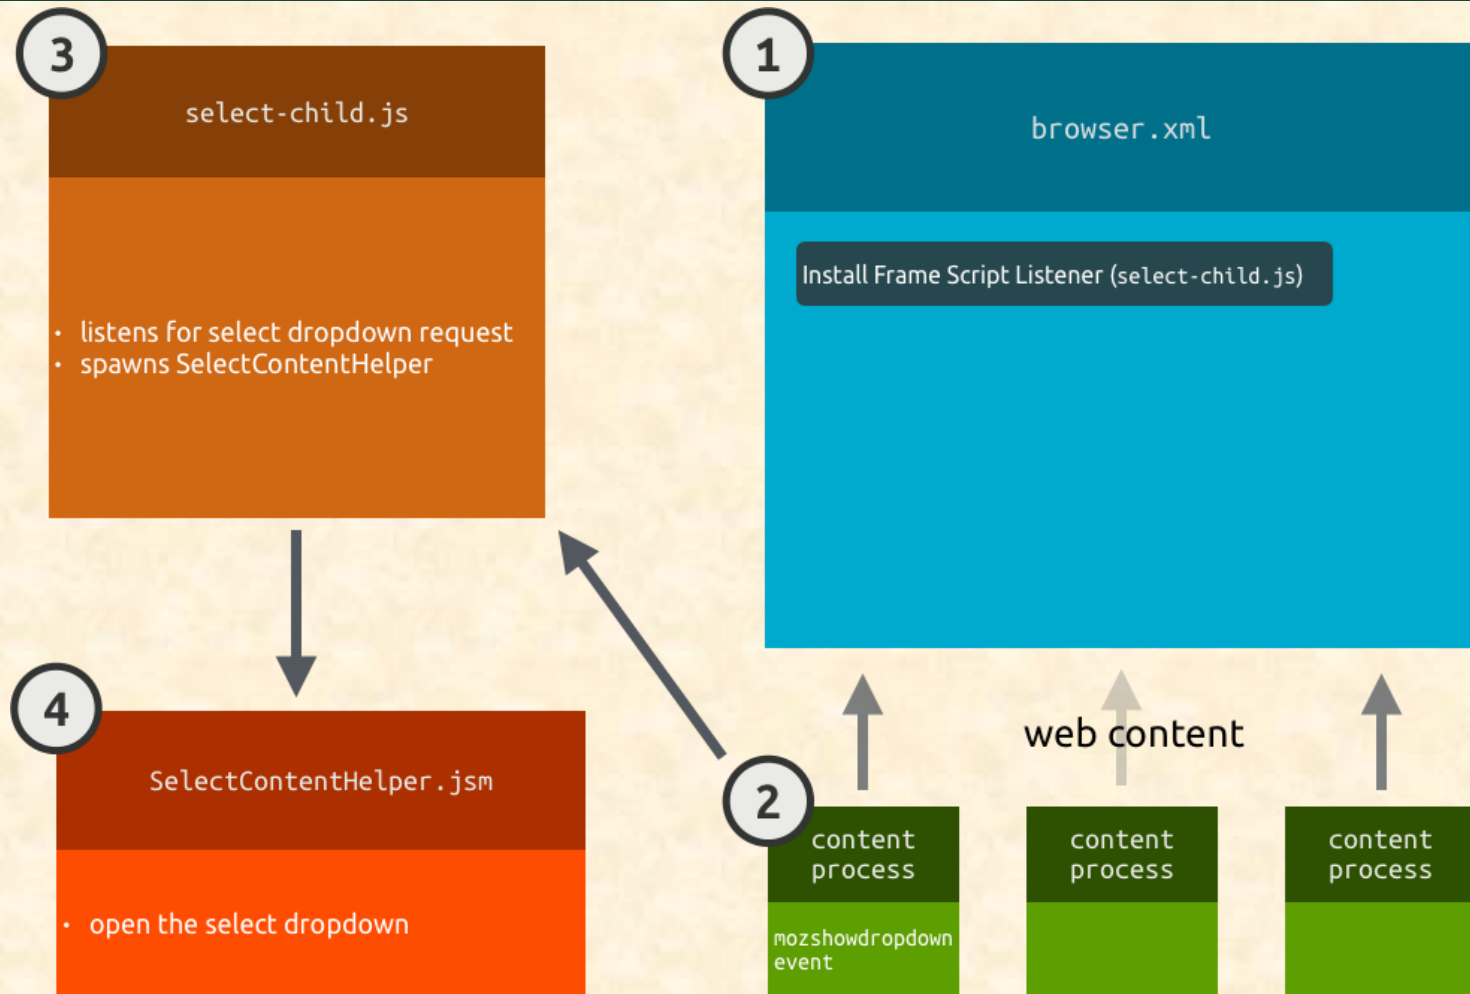 3
select-child.js
• listens for select dropdown request
• spawns SelectContentHelper
1
browser.xml
Install Frame Script Listener (select-child.js)
4
SelectContentHelper.jsm
• open the select dropdown
web content
2
content
process
mozshowdropdown
event
content
process
content
process